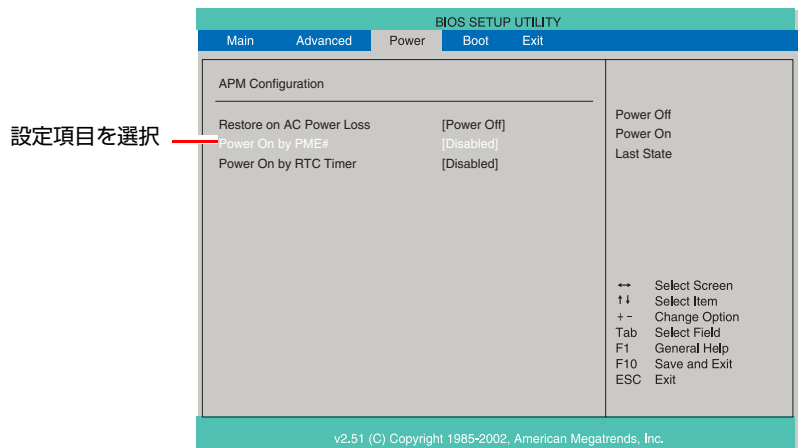 BIOS SETUP UTILITY
Main Advanced Power Boot Exit
APM Configuration
Restore on AC Power Loss [Power Off]
設定項目を選択
Power On by PME# [Disabled]
Power On by RTC Timer [Disabled]
Power Off
Power On
Last State
↔ Select Screen
↑↓ Select Item
+ - Change Option
Tab Select Field
F1 General Help
F10 Save and Exit
ESC Exit
v2.51 (C) Copyright 1985-2002, American Megatrends, Inc.